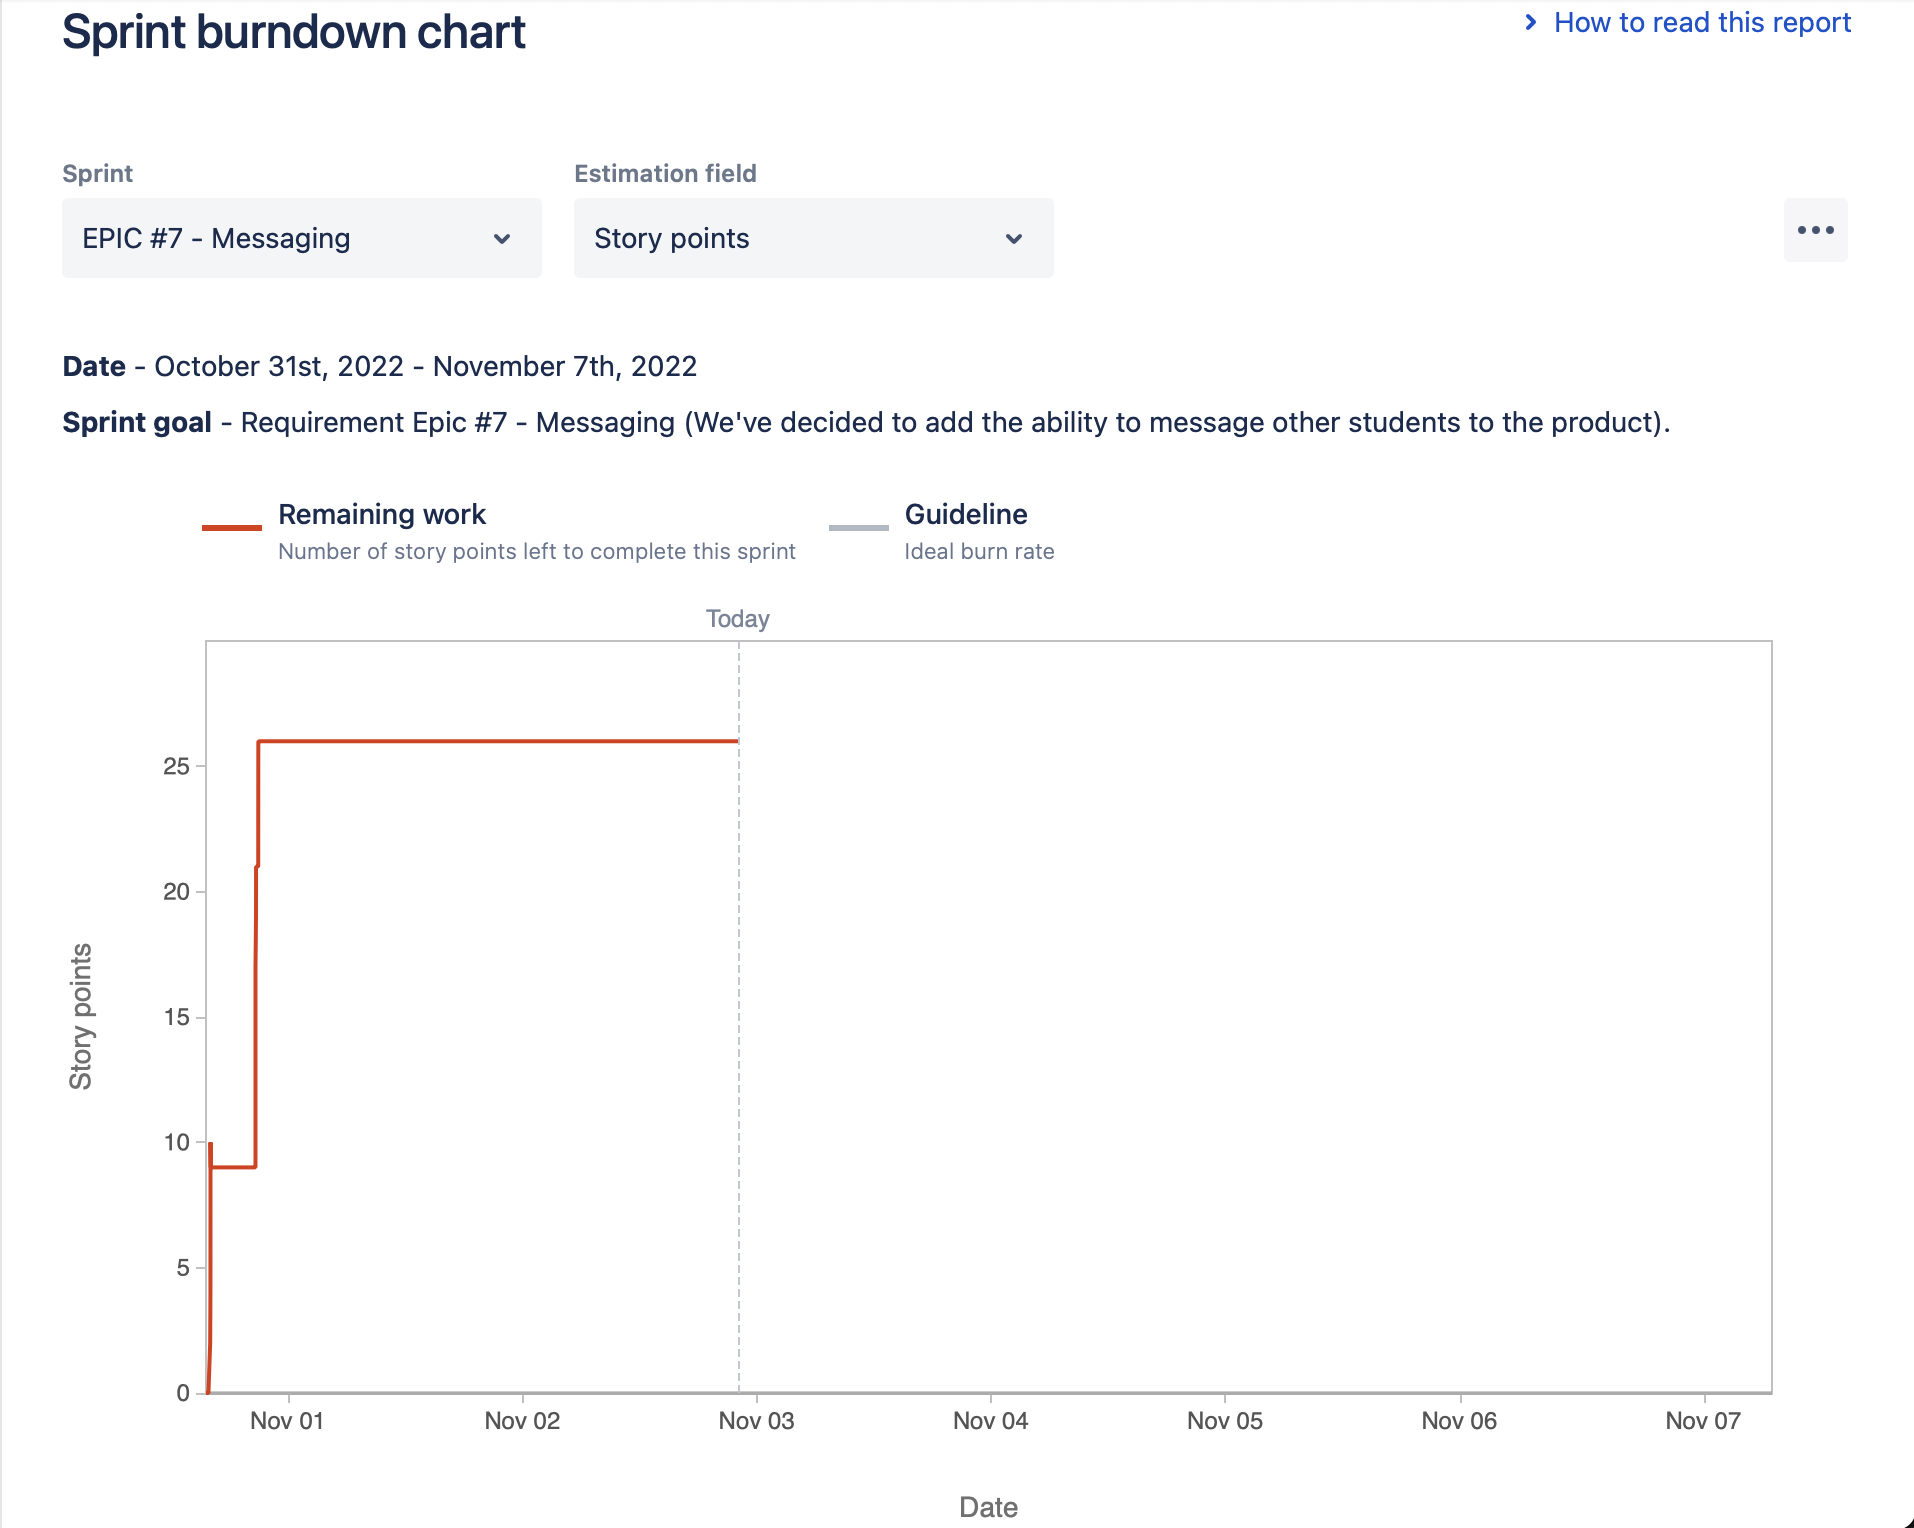 Sprint burndown chart
How to read this report
Sprint
Estimation field
EPIC #7 - Messaging
Story points
Date - October 31st, 2022 - November 7th, 2022
Sprint goal - Requirement Epic #7 - Messaging (We've decided to add the ability to message other students to the product).
Remaining work
Number of story points left to complete this sprint
Guideline
Ideal burn rate
Today
25
20
15
10
5
0
Story points
Nov 01
Nov 02
Nov 03
Nov 04
Nov 05
Nov 06
Nov 07
Date